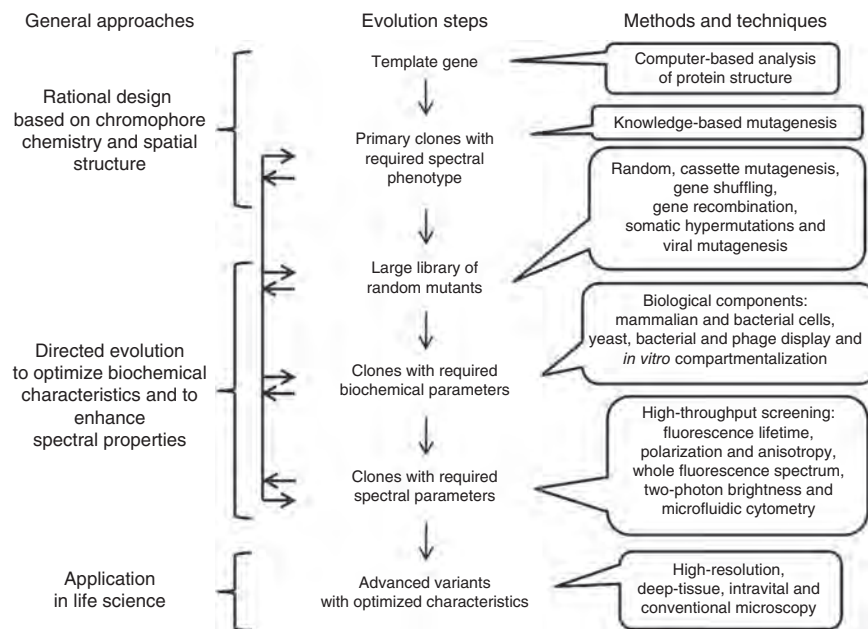 General approaches
Evolution steps
Methods and techniques
Rational design
based on chromophore
chemistry and spatial
structure
Directed evolution
to optimize biochemical
characteristics and to
enhance
spectral properties
Application
in life science
Template gene
Primary clones with
required spectral
phenotype
Large library of
random mutants
Clones with required
biochemical parameters
Clones with required
spectral parameters
Advanced variants
with optimized characteristics
Computer-based analysis
of protein structure
Knowledge-based mutagenesis
Random, cassette mutagenesis,
gene shuffling,
gene recombination,
somatic hypermutations and
viral mutagenesis
Biological components:
mammalian and bacterial cells,
yeast, bacterial and phage display and
in vitro compartmentalization
High-throughput screening:
fluorescence lifetime,
polarization and anisotropy,
whole fluorescence spectrum,
two-photon brightness and
microfluidic cytometry
High-resolution,
deep-tissue, intravital and
conventional microscopy